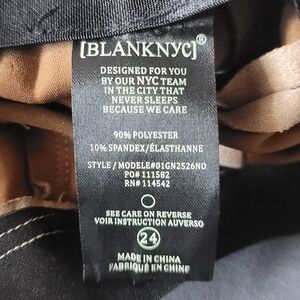 [BLANKNYC]®
DESIGNED FOR YOU
BY OUR NYC TEAM
IN THE CITY THAT
NEVER SLEEPS
BECAUSE WE CARE
90% POLYESTER
10% SPANDEX/ÉLASTHANNE
STYLE / MODELE#01GN2526NO
PO# 111582
RN# 114542
SEE CARE ON REVERSE
VOIR INSTRUCTION AUVERSO
24
MADE IN CHINA
FABRIQUÉ EN CHINE